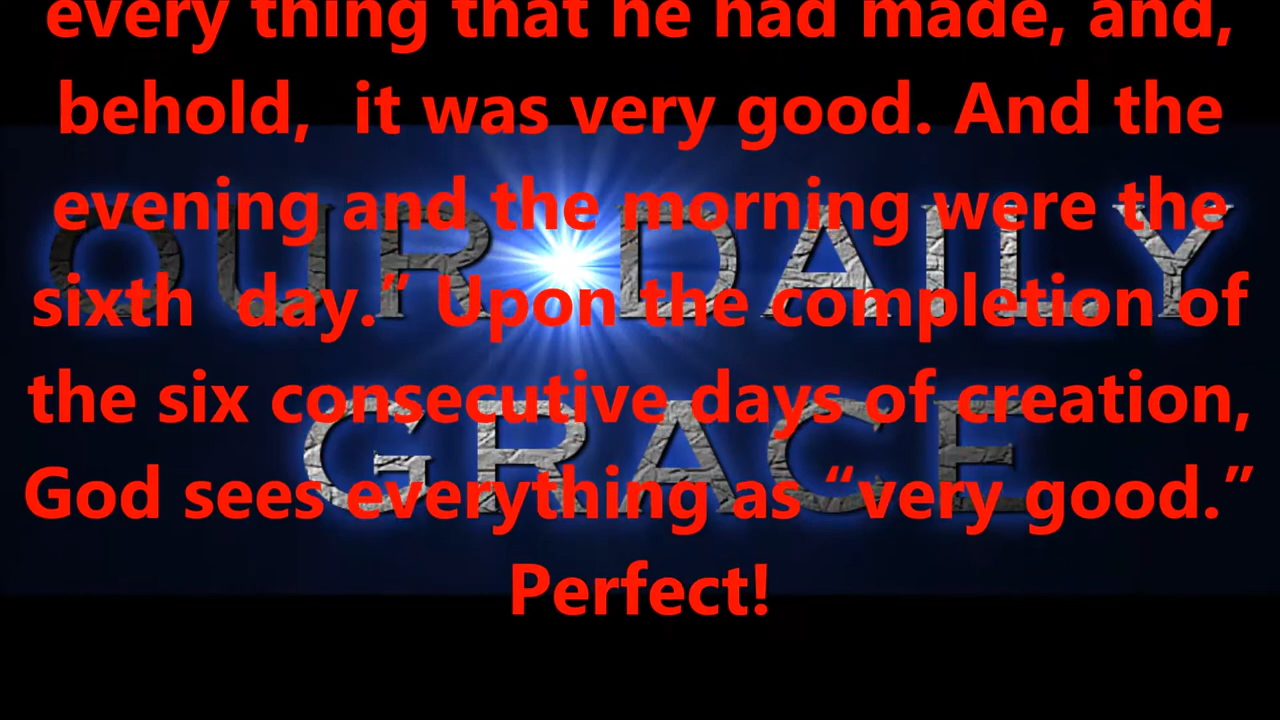 every thing that he had made, and,
behold, it was very good. And the
evening and the morning were the
sixth day.” Upon the completion of
the six consecutive days of creation,
God sees everything as “very good.”
Perfect!
OUR DAILY
GRACE